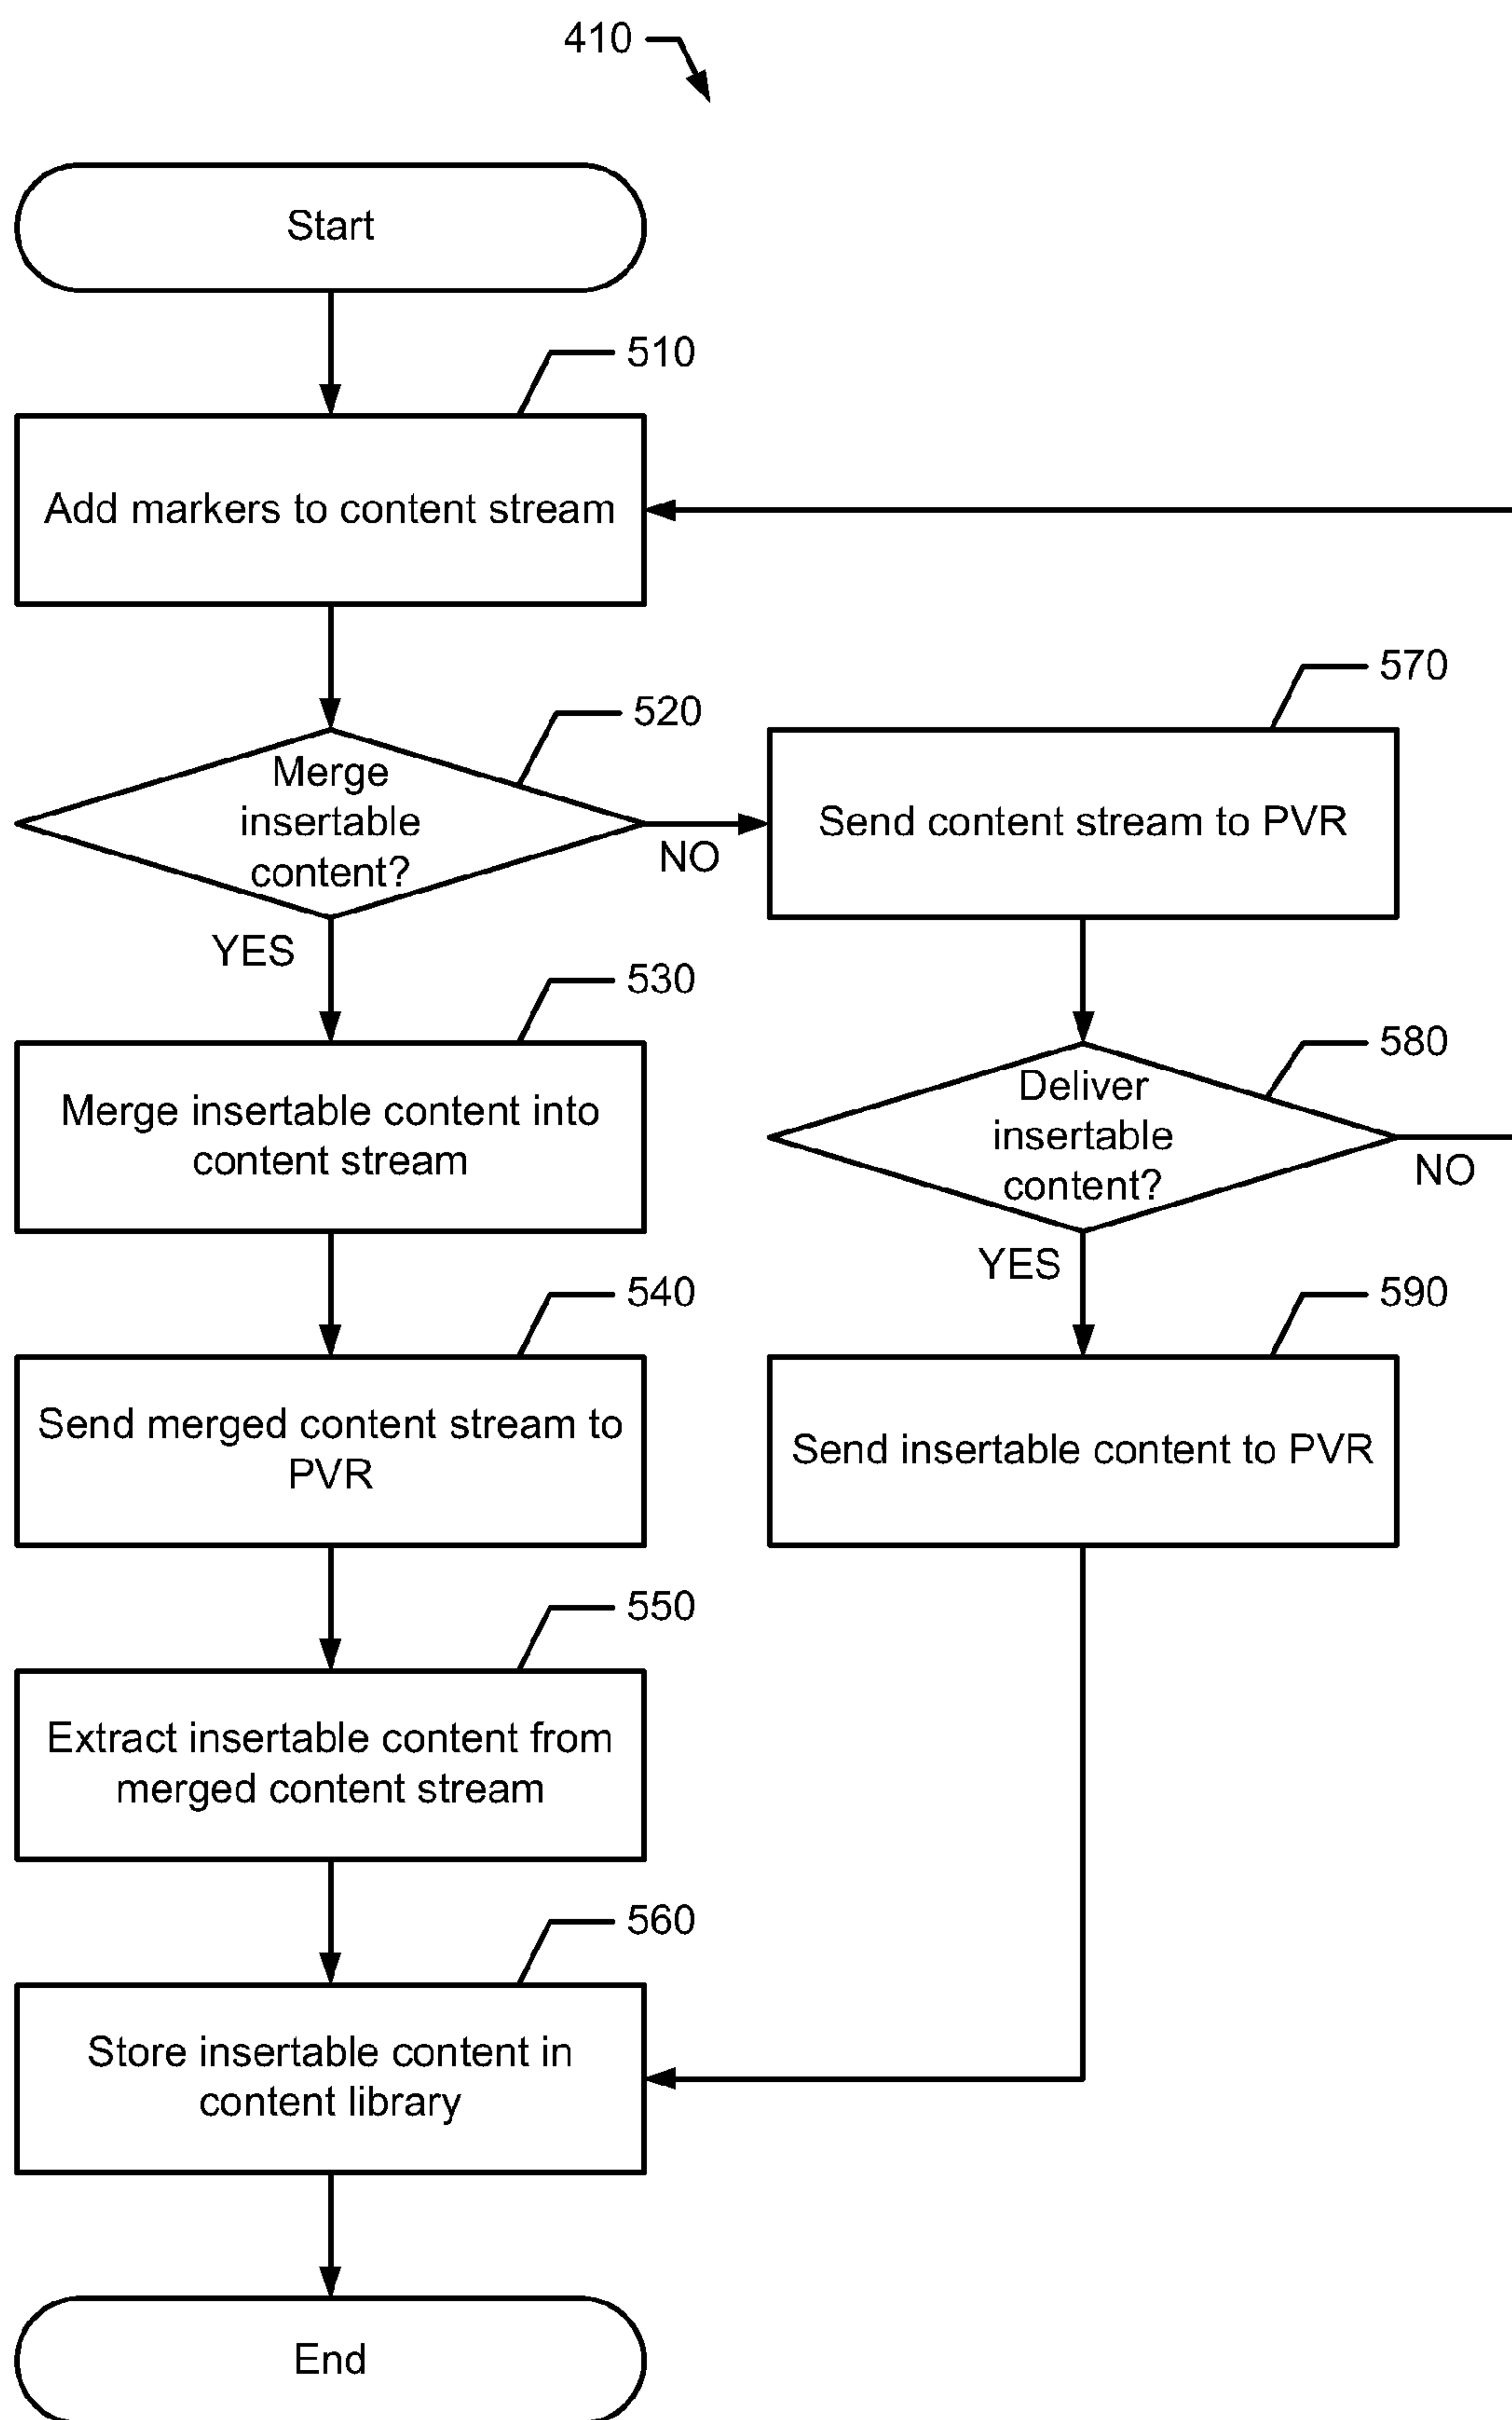 410
Start
510
Add markers to content stream
520
Merge
insertable
content?
NO
YES
570
Send content stream to PVR
530
Merge insertable content into
content stream
580
Deliver
insertable
content?
NO
YES
540
Send merged content stream to
PVR
590
Send insertable content to PVR
550
Extract insertable content from
merged content stream
560
Store insertable content in
content library
End